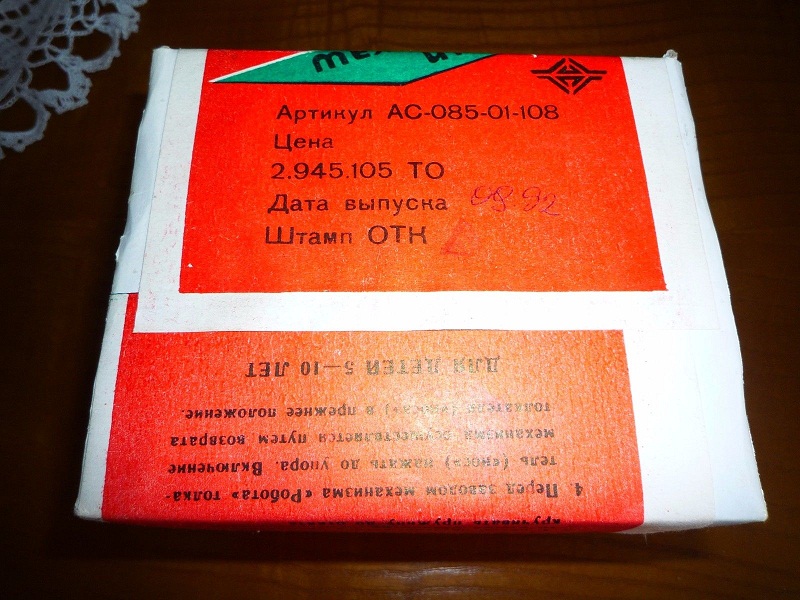 Артикул АС-085-01-108
Цена
2.945.105 ТО
Дата выпуска 08 92
Штамп ОТК
4. Перед заводом механизма «Робота» толка-
тель («нос») нажать до упора. Включение
механизма осуществляется путем возврата
толкателя («носа») в прежнее положение.
ДЛЯ ДЕТЕЙ 5—10 ЛЕТ